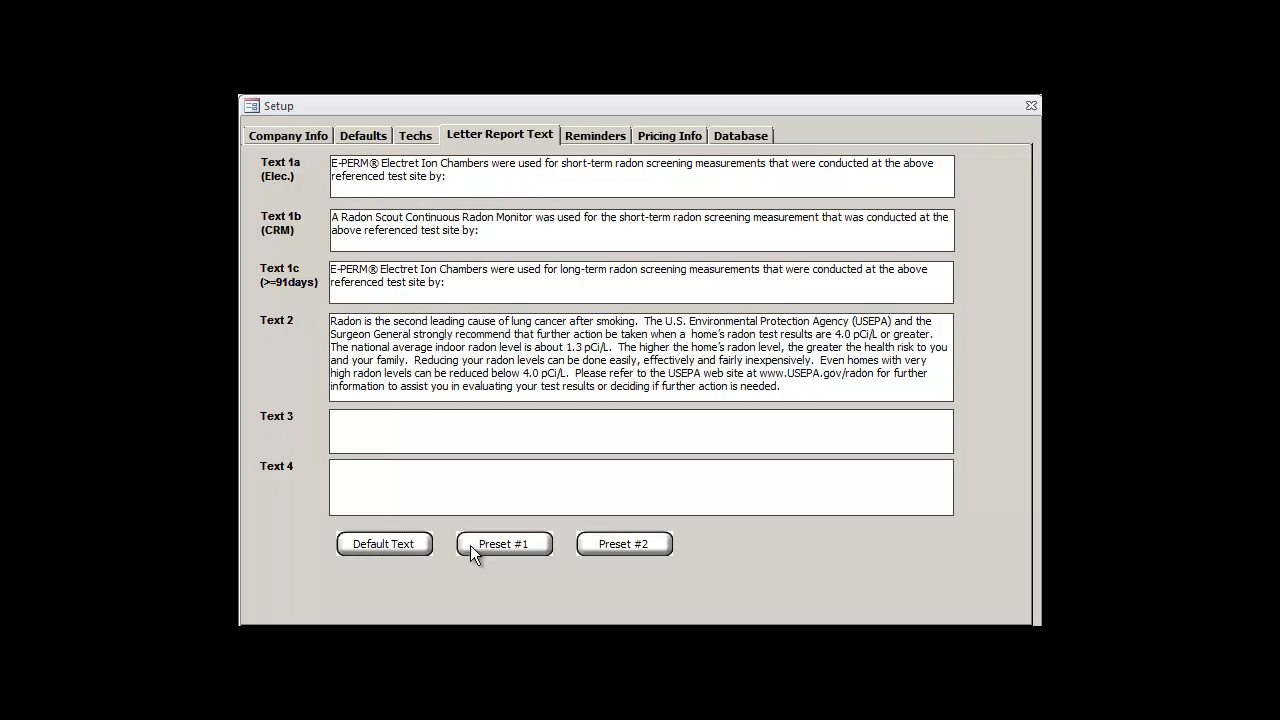 Setup
Company Info Defaults Techs Letter Report Text Reminders Pricing Info Database
Text 1a
(Elec.)
E-PERM® Electret Ion Chambers were used for short-term radon screening measurements that were conducted at the above
referenced test site by:
Text 1b
(CRM)
A Radon Scout Continuous Radon Monitor was used for the short-term radon screening measurement that was conducted at the
above referenced test site by:
Text 1c
(>=91days)
E-PERM® Electret Ion Chambers were used for long-term radon screening measurements that were conducted at the above
referenced test site by:
Text 2
Radon is the second leading cause of lung cancer after smoking.  The U.S. Environmental Protection Agency (USEPA) and the
Surgeon General strongly recommend that further action be taken when a  home's radon test results are 4.0 pCi/L or greater.
The national average indoor radon level is about 1.3 pCi/L.  The higher the home's radon level, the greater the health risk to you
and your family.  Reducing your radon levels can be done easily, effectively and fairly inexpensively.  Even homes with very
high radon levels can be reduced below 4.0 pCi/L.  Please refer to the USEPA web site at www.USEPA.gov/radon for further
information to assist you in evaluating your test results or deciding if further action is needed.
Text 3
Text 4
Default Text Preset #1 Preset #2